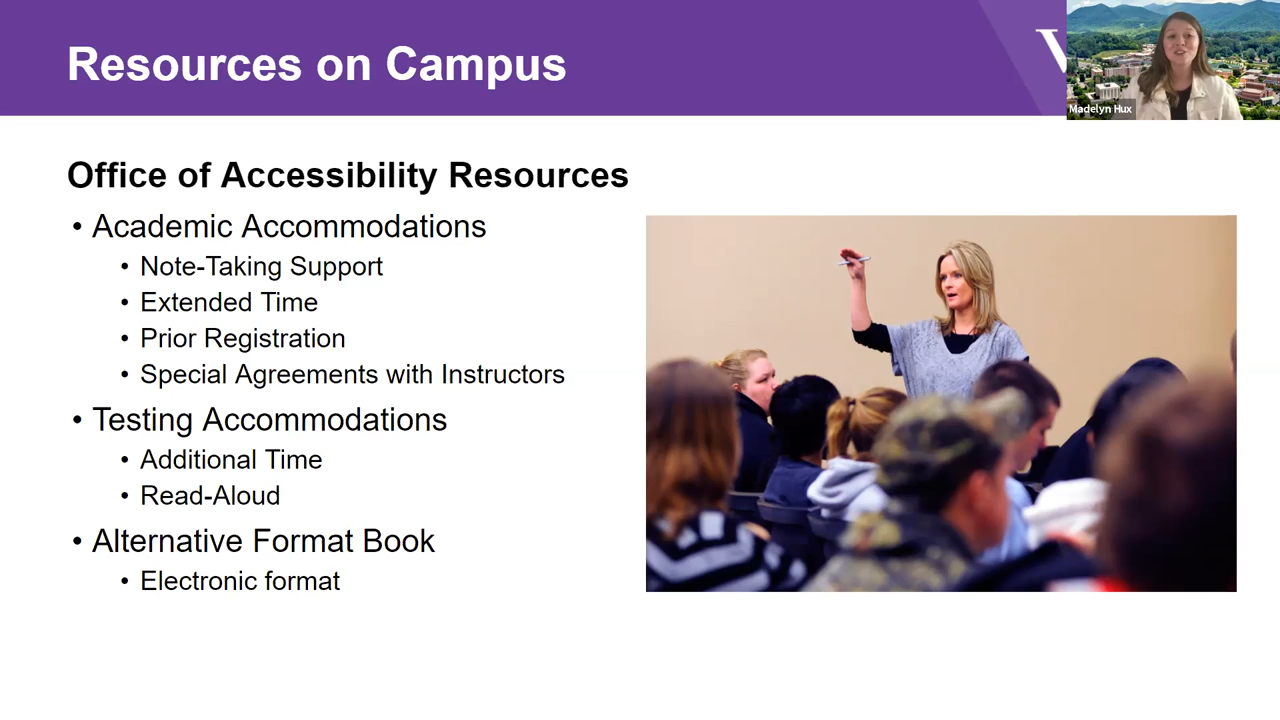 Resources on Campus
Madelyn Hux
Office of Accessibility Resources
• Academic Accommodations
• Note-Taking Support
• Extended Time
• Prior Registration
• Special Agreements with Instructors
• Testing Accommodations
• Additional Time
• Read-Aloud
• Alternative Format Book
• Electronic format